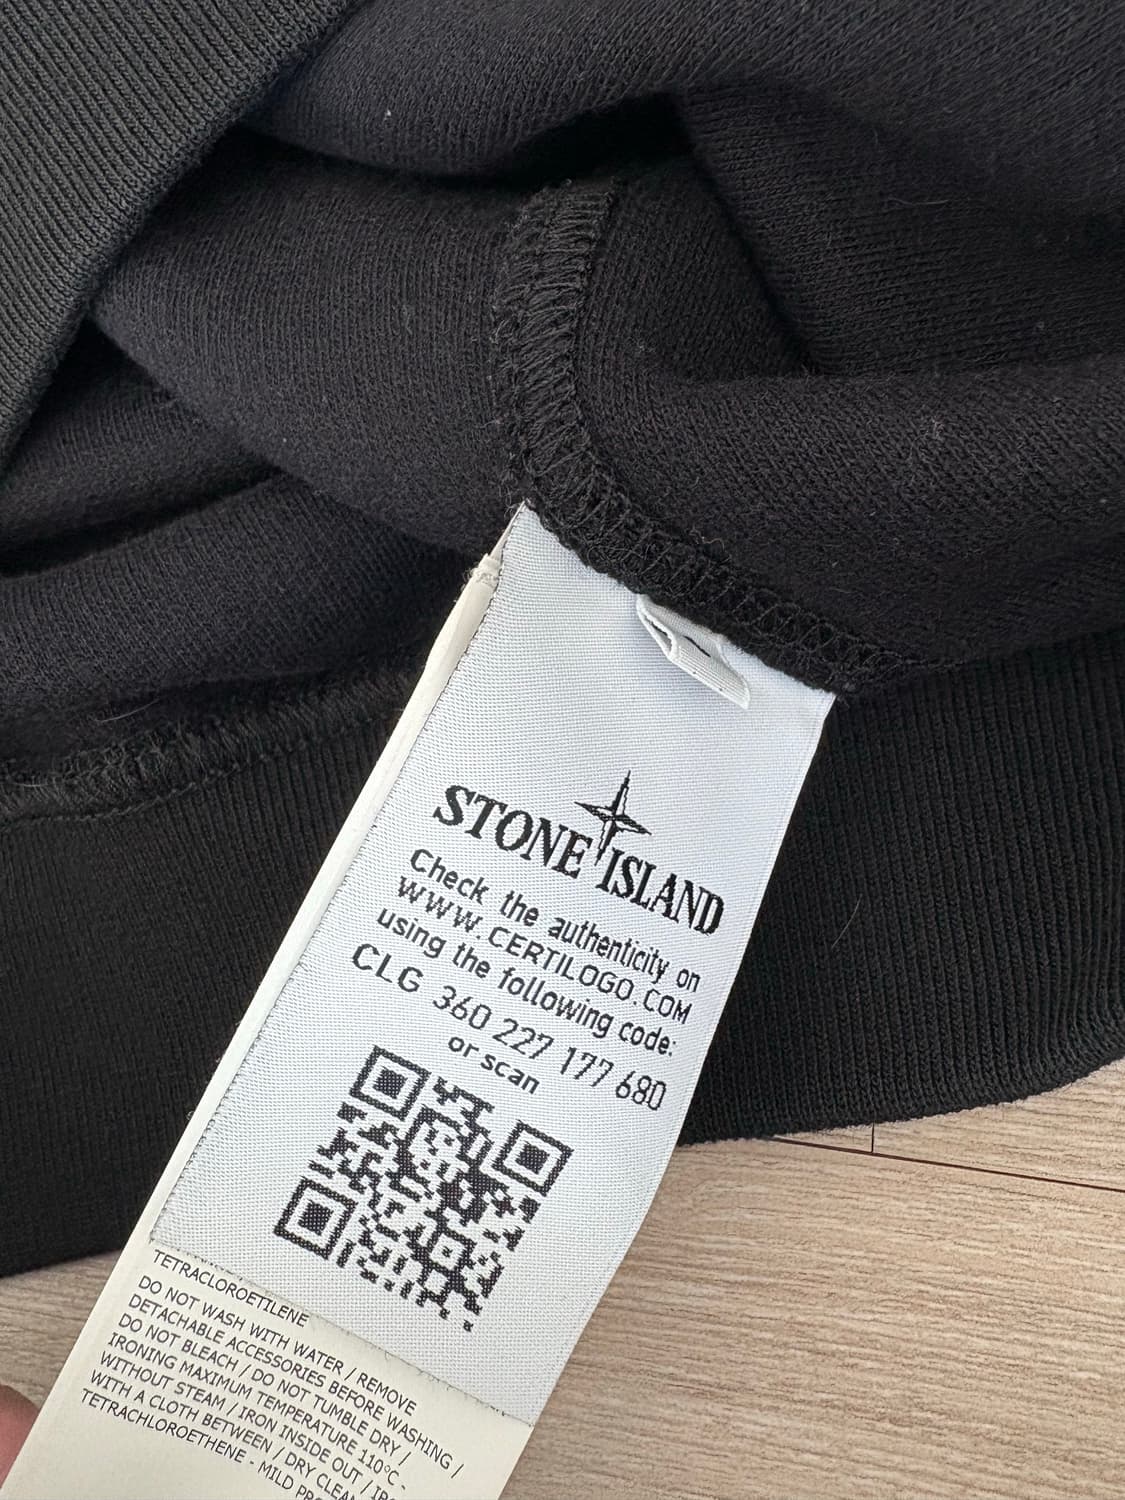 STONE ISLAND
Check the authenticity on
WWW.CERTILOGO.COM
using the following code:
CLG 360 227 177 680
or scan
TETRACLOROETILENE
DO NOT WASH WITH WATER / REMOVE
DETACHABLE ACCESSORIES BEFORE WASHING /
DO NOT BLEACH / DO NOT TUMBLE DRY /
IRONING MAXIMUM TEMPERATURE 110°C -
WITHOUT STEAM / IRON INSIDE OUT /
WITH A CLOTH BETWEEN / DRY
TETRACHLOROETHENE - MILD